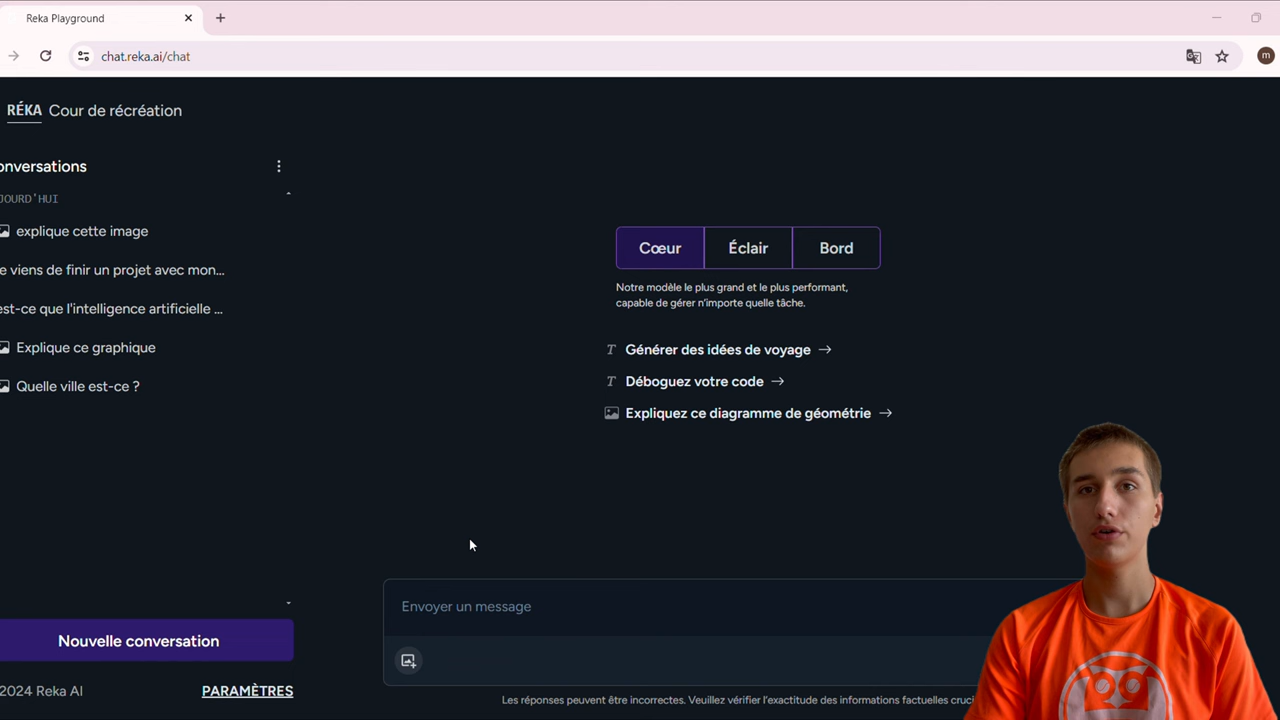 Reka Playground
chat.reka.ai/chat
m
RÉKA Cour de récréation
onversations
JOURD'HUI
explique cette image
e viens de finir un projet avec mon...
est-ce que l'intelligence artificielle ...
Explique ce graphique
Quelle ville est-ce ?
Cœur
Éclair
Bord
Notre modèle le plus grand et le plus performant,
capable de gérer n'importe quelle tâche.
Générer des idées de voyage
Déboguez votre code
Expliquez ce diagramme de géométrie
Envoyer un message
Nouvelle conversation
2024 Reka AI
PARAMÈTRES
Les réponses peuvent être incorrectes. Veuillez vérifier l'exactitude des informations factuelles cruci